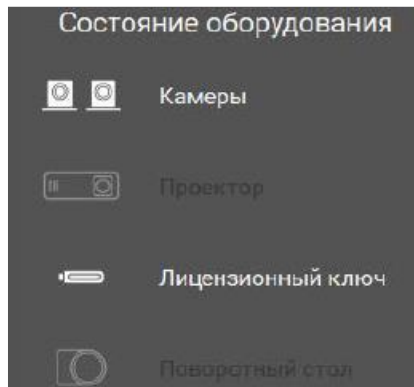 Состояние оборудования
Камеры
Проектор
Лицензионный ключ
Поворотный стол